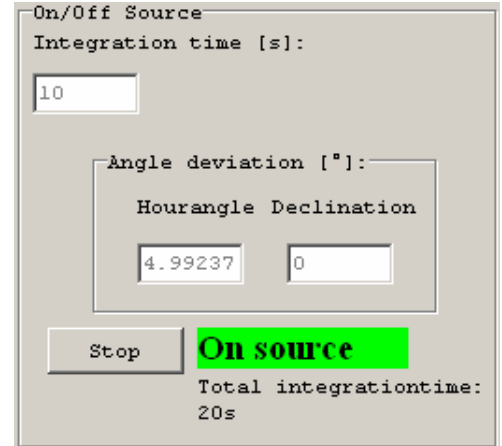 On/Off Source
Integration time [s]:
10
Angle deviation [°]:
Hourangle Declination
4.99237 0
Stop On source
Total integrationtime:
20s